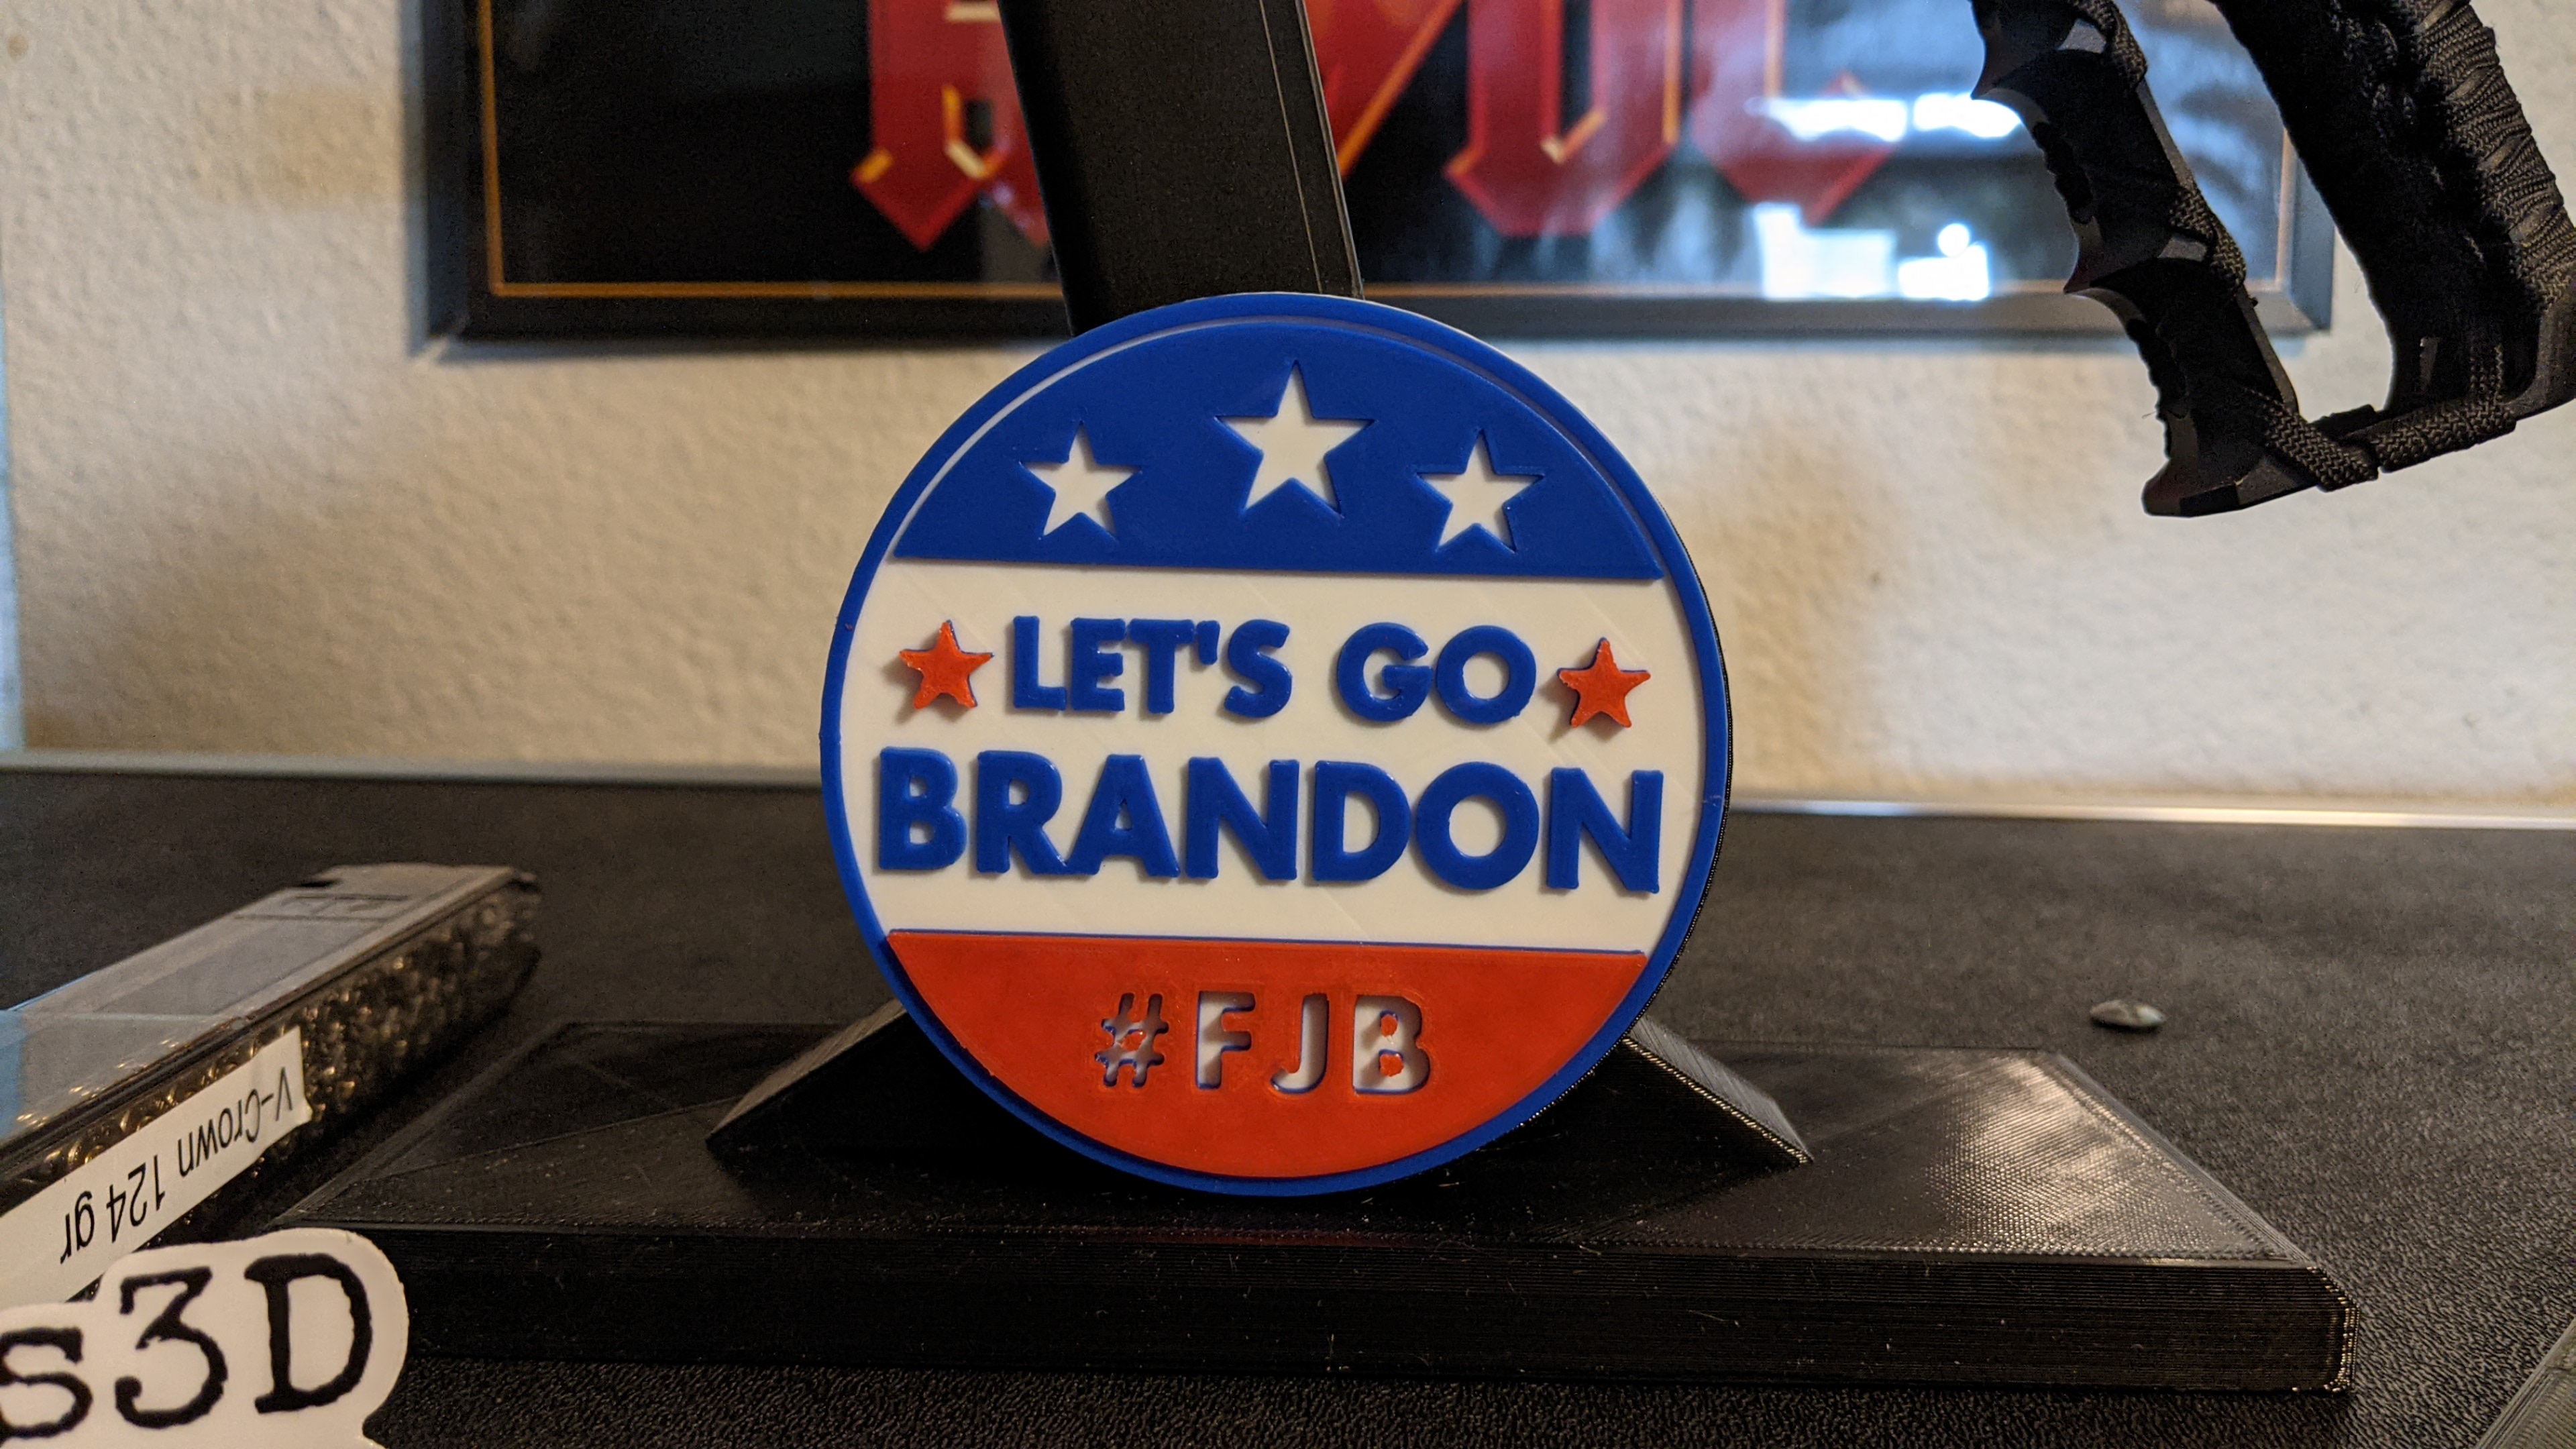 LET'S GO
BRANDON
#FJB
V-Crown 124 gr
s3D